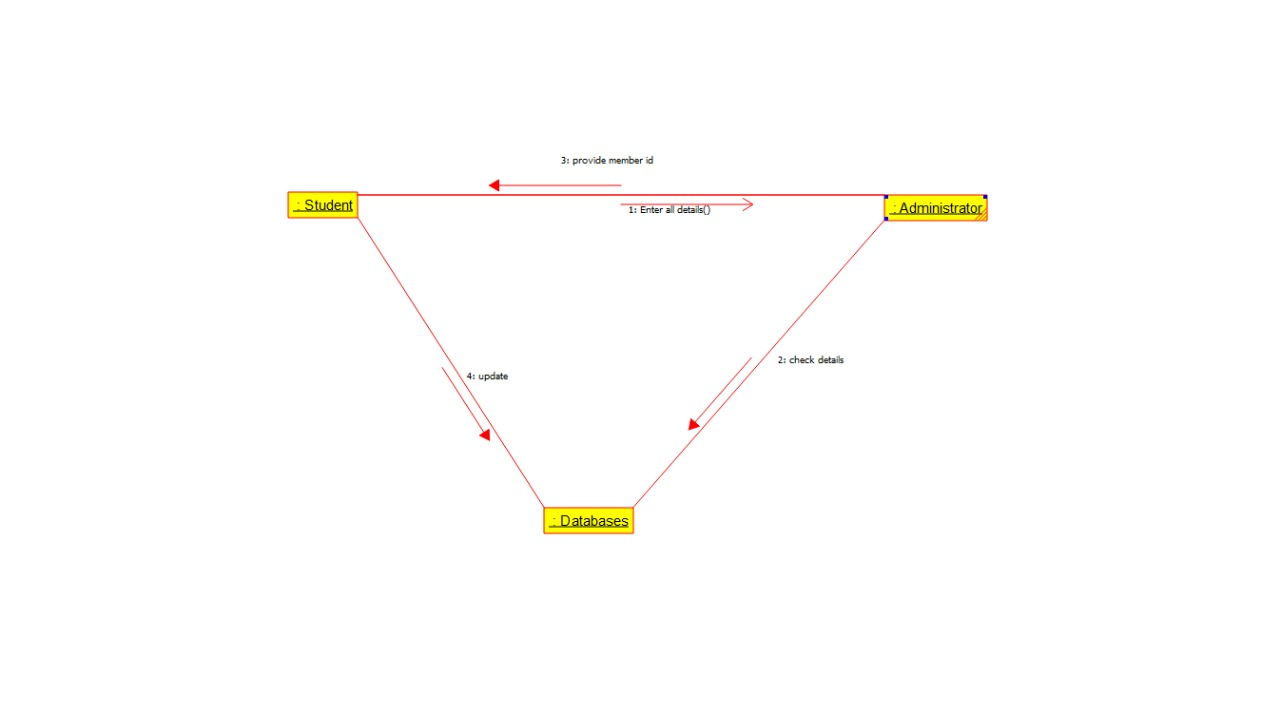 3: provide member id
: Student
1: Enter all details()
: Administrator
2: check details
4: update
: Databases